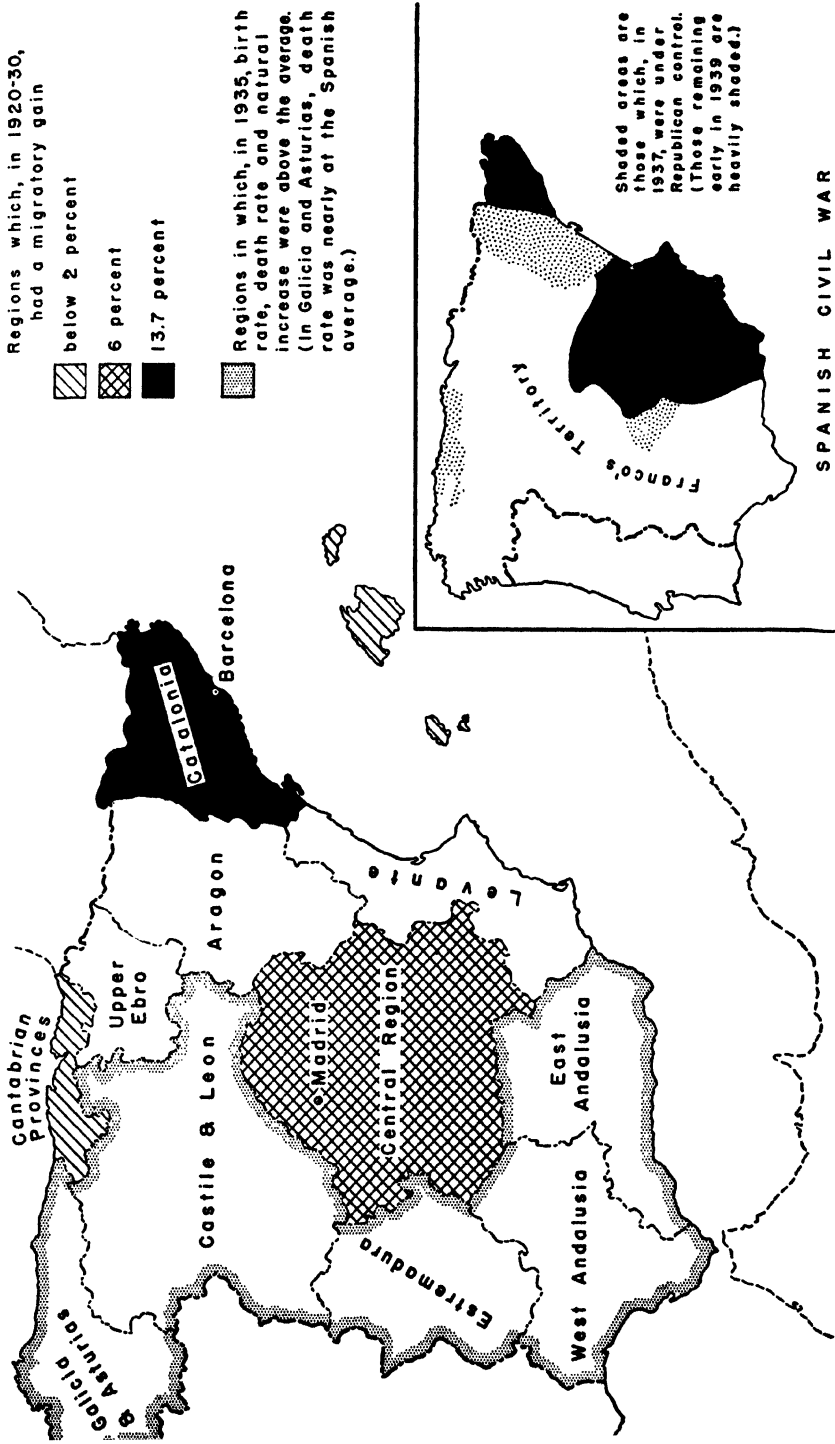 Regions which, in 1920-30,
had a migratory gain
below 2 percent
6 percent
13.7 percent
Regions in which, in 1935, birth
rate, death rate and natural
increase were above the average.
(In Galicia and Asturias, death
rate was nearly at the Spanish
average.)
Cantabrian
Provinces
Galicia
& Asturias
Upper
Ebro
Catalonia
Barcelona
Aragon
Castile & Leon
Madrid
Central Region
Levante
Estremadura
West Andalusia
East
Andalusia
Shaded areas are
those which, in
1937, were under
Republican control.
(Those remaining
early in 1939 are
heavily shaded.)
Franco's Territory
SPANISH CIVIL WAR